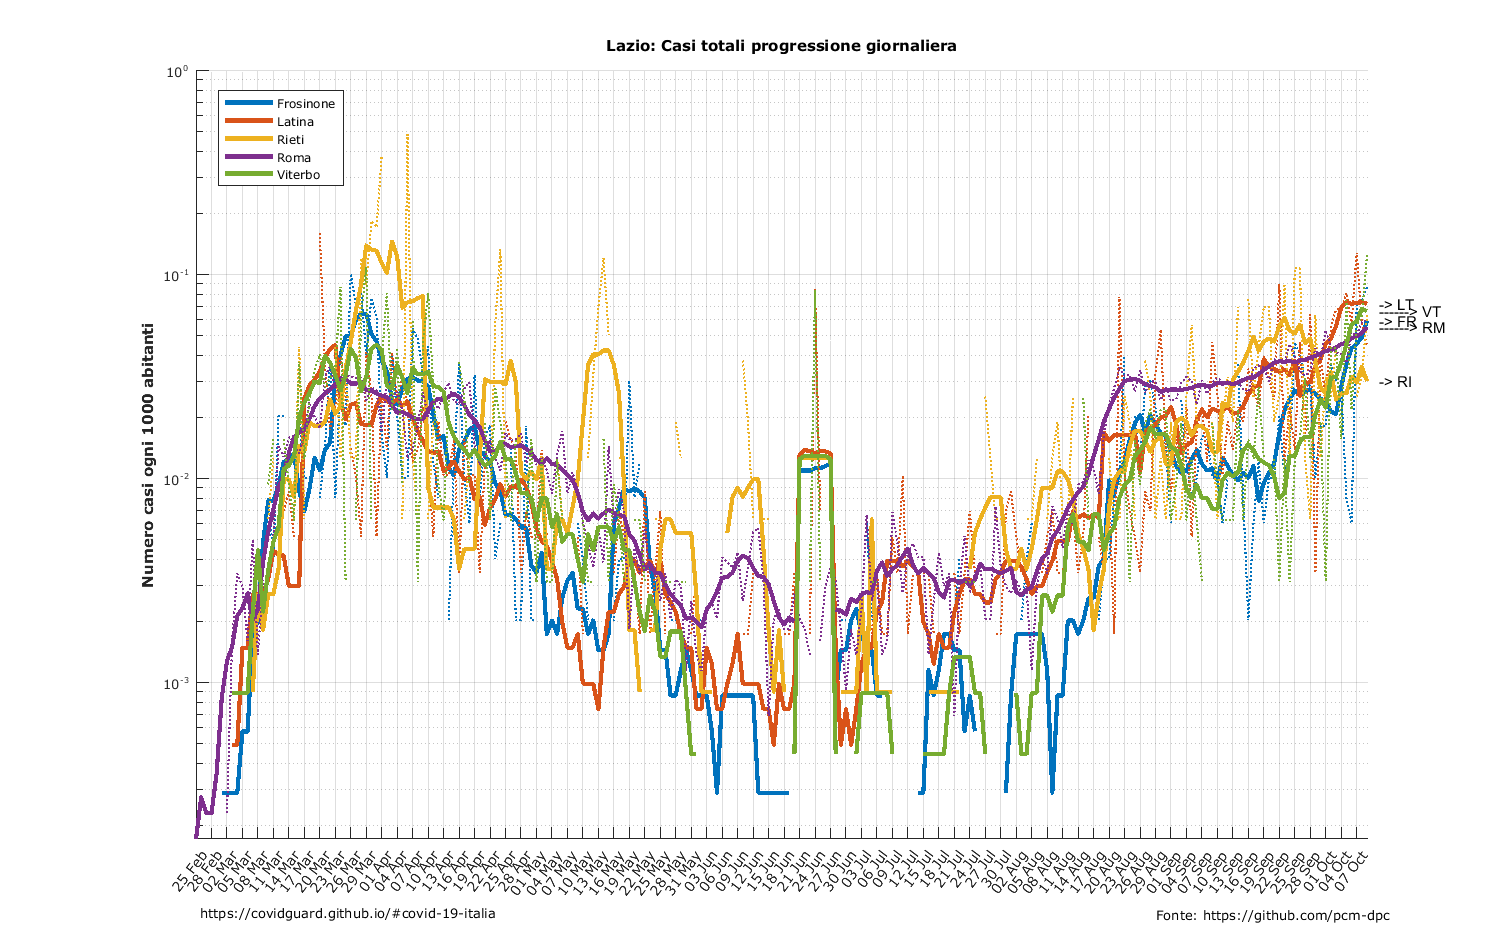 Lazio: Casi totali progressione giornaliera
Numero casi ogni 1000 abitanti
10⁰
10⁻¹
10⁻²
10⁻³
Frosinone
Latina
Rieti
Roma
Viterbo
-> LT
------> VT
-> FR
------> RM
-> RI
25 Feb
28 Feb
02 Mar
05 Mar
08 Mar
11 Mar
14 Mar
17 Mar
20 Mar
23 Mar
26 Mar
29 Mar
01 Apr
04 Apr
07 Apr
10 Apr
13 Apr
16 Apr
19 Apr
22 Apr
25 Apr
28 Apr
01 May
04 May
07 May
10 May
13 May
16 May
19 May
22 May
25 May
28 May
31 May
03 Jun
06 Jun
09 Jun
12 Jun
15 Jun
18 Jun
21 Jun
24 Jun
27 Jun
30 Jun
03 Jul
06 Jul
09 Jul
12 Jul
15 Jul
18 Jul
21 Jul
24 Jul
27 Jul
30 Jul
02 Aug
05 Aug
08 Aug
11 Aug
14 Aug
17 Aug
20 Aug
23 Aug
26 Aug
29 Aug
01 Sep
04 Sep
07 Sep
10 Sep
13 Sep
16 Sep
19 Sep
22 Sep
25 Sep
28 Sep
01 Oct
04 Oct
07 Oct
https://covidguard.github.io/#covid-19-italia
Fonte: https://github.com/pcm-dpc